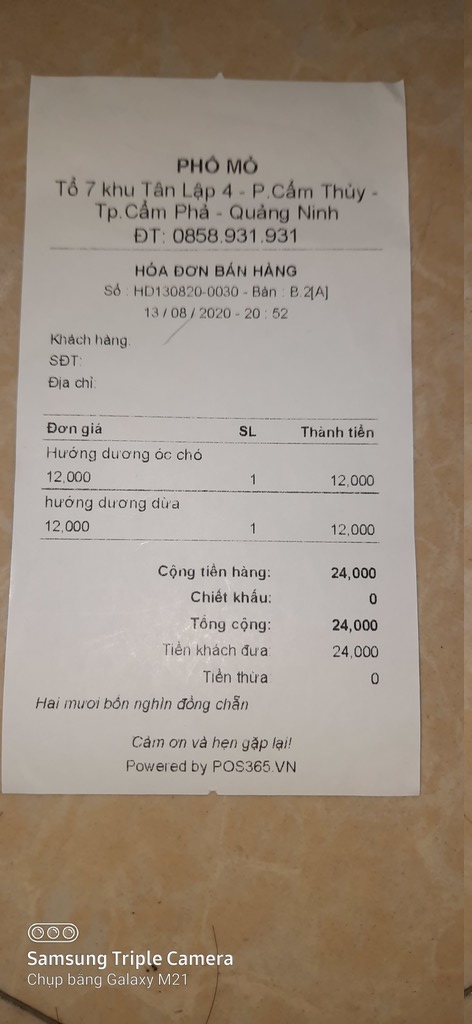 PHỐ MỎ
Tổ 7 khu Tân Lập 4 - P.Cẩm Thủy -
Tp.Cẩm Phả - Quảng Ninh
ĐT: 0858.931.931
HÓA ĐƠN BÁN HÀNG
Số : HD130820-0030 - Bàn : B.2[A]
13 / 08 / 2020 - 20 : 52
Khách hàng:
SĐT:
Địa chỉ:
Đơn giá SL Thành tiền
Hướng dương óc chó
12,000 1 12,000
hướng dương dừa
12,000 1 12,000
Cộng tiền hàng: 24,000
Chiết khấu: 0
Tổng cộng: 24,000
Tiền khách đưa 24,000
Tiền thừa 0
Hai mươi bốn nghìn đồng chẵn
Cảm ơn và hẹn gặp lại!
Powered by POS365.VN
Samsung Triple Camera
Chụp bằng Galaxy M21